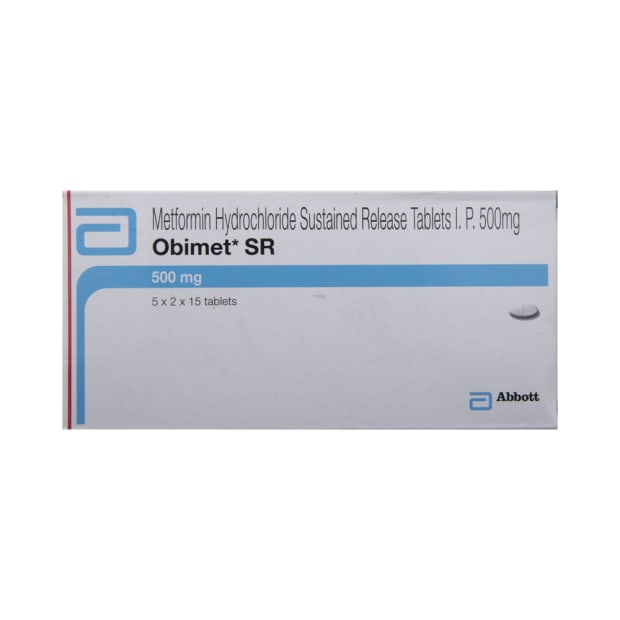 Metformin Hydrochloride Sustained Release Tablets I. P. 500mg
Obimet* SR
500 mg
5 x 2 x 15 tablets
Abbott